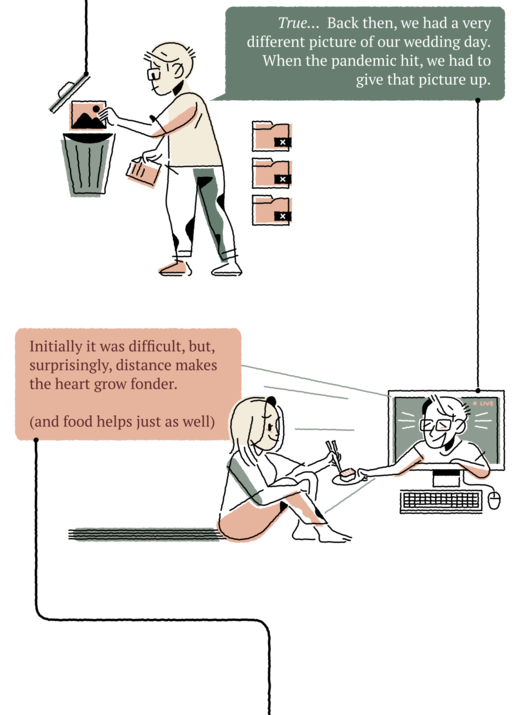 True... Back then, we had a very
different picture of our wedding day.
When the pandemic hit, we had to
give that picture up.
Initially it was difficult, but,
surprisingly, distance makes
the heart grow fonder.
(and food helps just as well)
LIVE